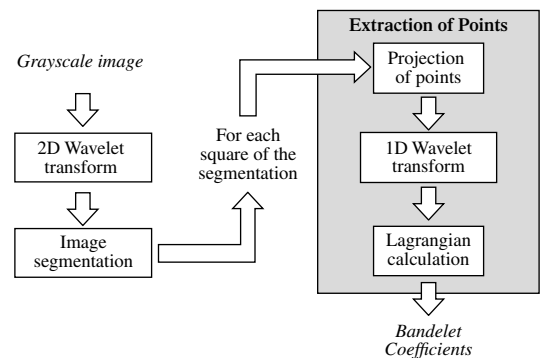 Grayscale image
2D Wavelet
transform
Image
segmentation
For each
square of the
segmentation
Extraction of Points
Projection
of points
1D Wavelet
transform
Lagrangian
calculation
Bandelet
Coefficients